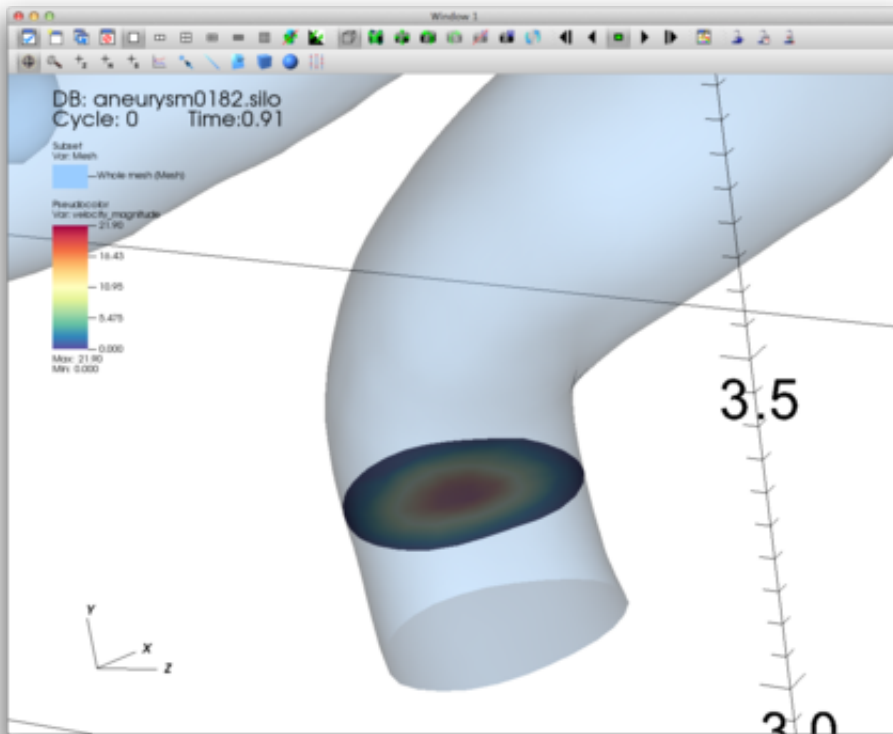 Window 1
DB: aneurysm0182.silo
Cycle: 0 Time:0.91
Subset
Var: Mesh
Whole mesh (Mesh)
Pseudocolor
Var: velocity_magnitude
21.90
16.43
10.95
5.475
0.000
Max: 21.90
Min: 0.000
3.5
Y
X
Z
3.0